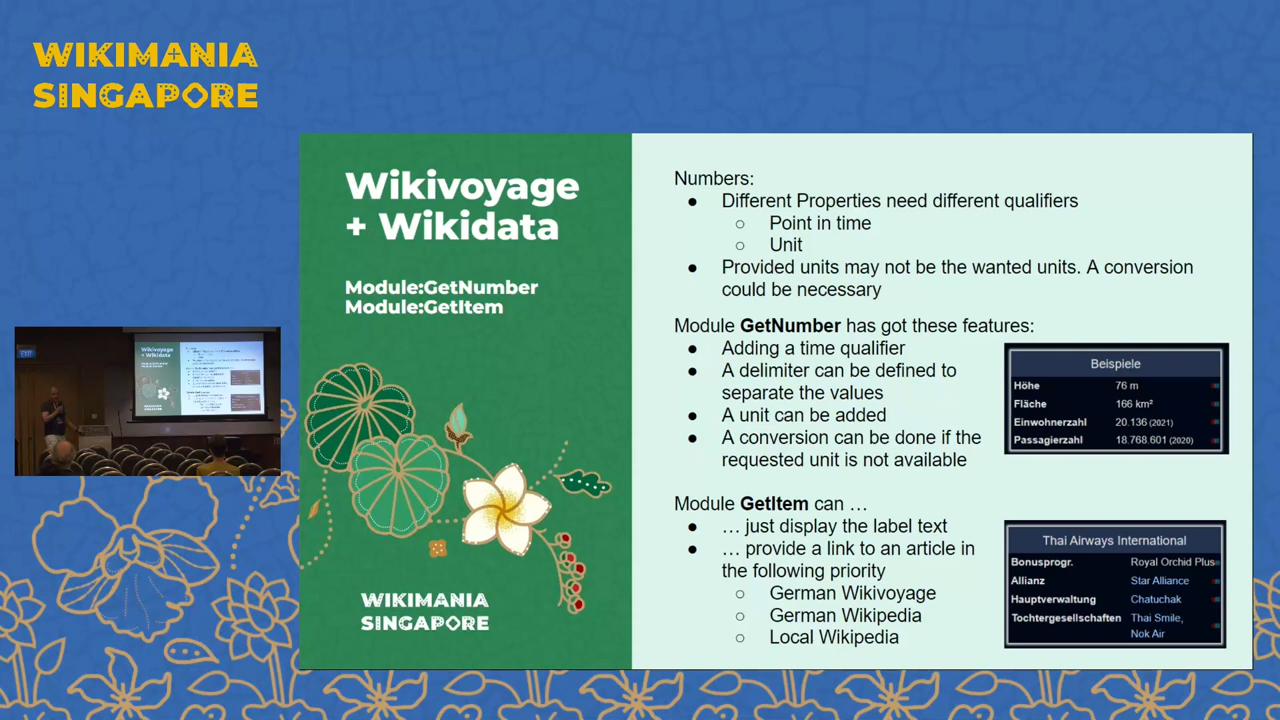 WIKIMANIA
SINGAPORE
Wikivoyage
+ Wikidata
Module:GetNumber
Module:GetItem
WIKIMANIA
SINGAPORE
Numbers:
● Different Properties need different qualifiers
○ Point in time
○ Unit
● Provided units may not be the wanted units. A conversion
could be necessary
Module GetNumber has got these features:
● Adding a time qualifier
● A delimiter can be defined to
separate the values
● A unit can be added
● A conversion can be done if the
requested unit is not available
Beispiele
Höhe 76 m
Fläche 166 km²
Einwohnerzahl 20.136 (2021)
Passagierzahl 18.768.601 (2020)
Module GetItem can …
● … just display the label text
● … provide a link to an article in
the following priority
○ German Wikivoyage
○ German Wikipedia
○ Local Wikipedia
Thai Airways International
Bonusprogr. Royal Orchid Plus
Allianz Star Alliance
Hauptverwaltung Chatuchak
Tochtergesellschaften Thai Smile,
Nok Air
EXIT
Wikivoyage
+ Wikidata